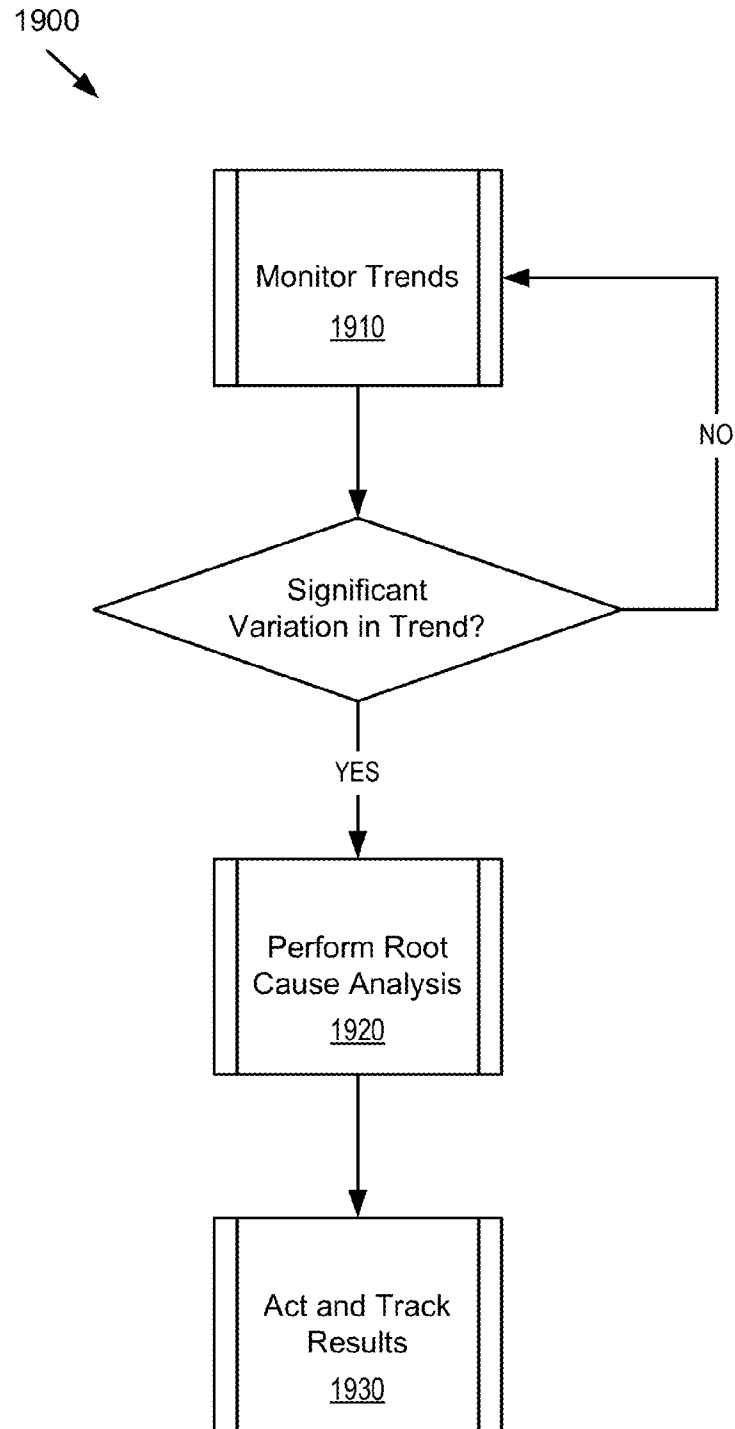 1900
Monitor Trends
1910
NO
Significant
Variation in Trend?
YES
Perform Root
Cause Analysis
1920
Act and Track
Results
1930